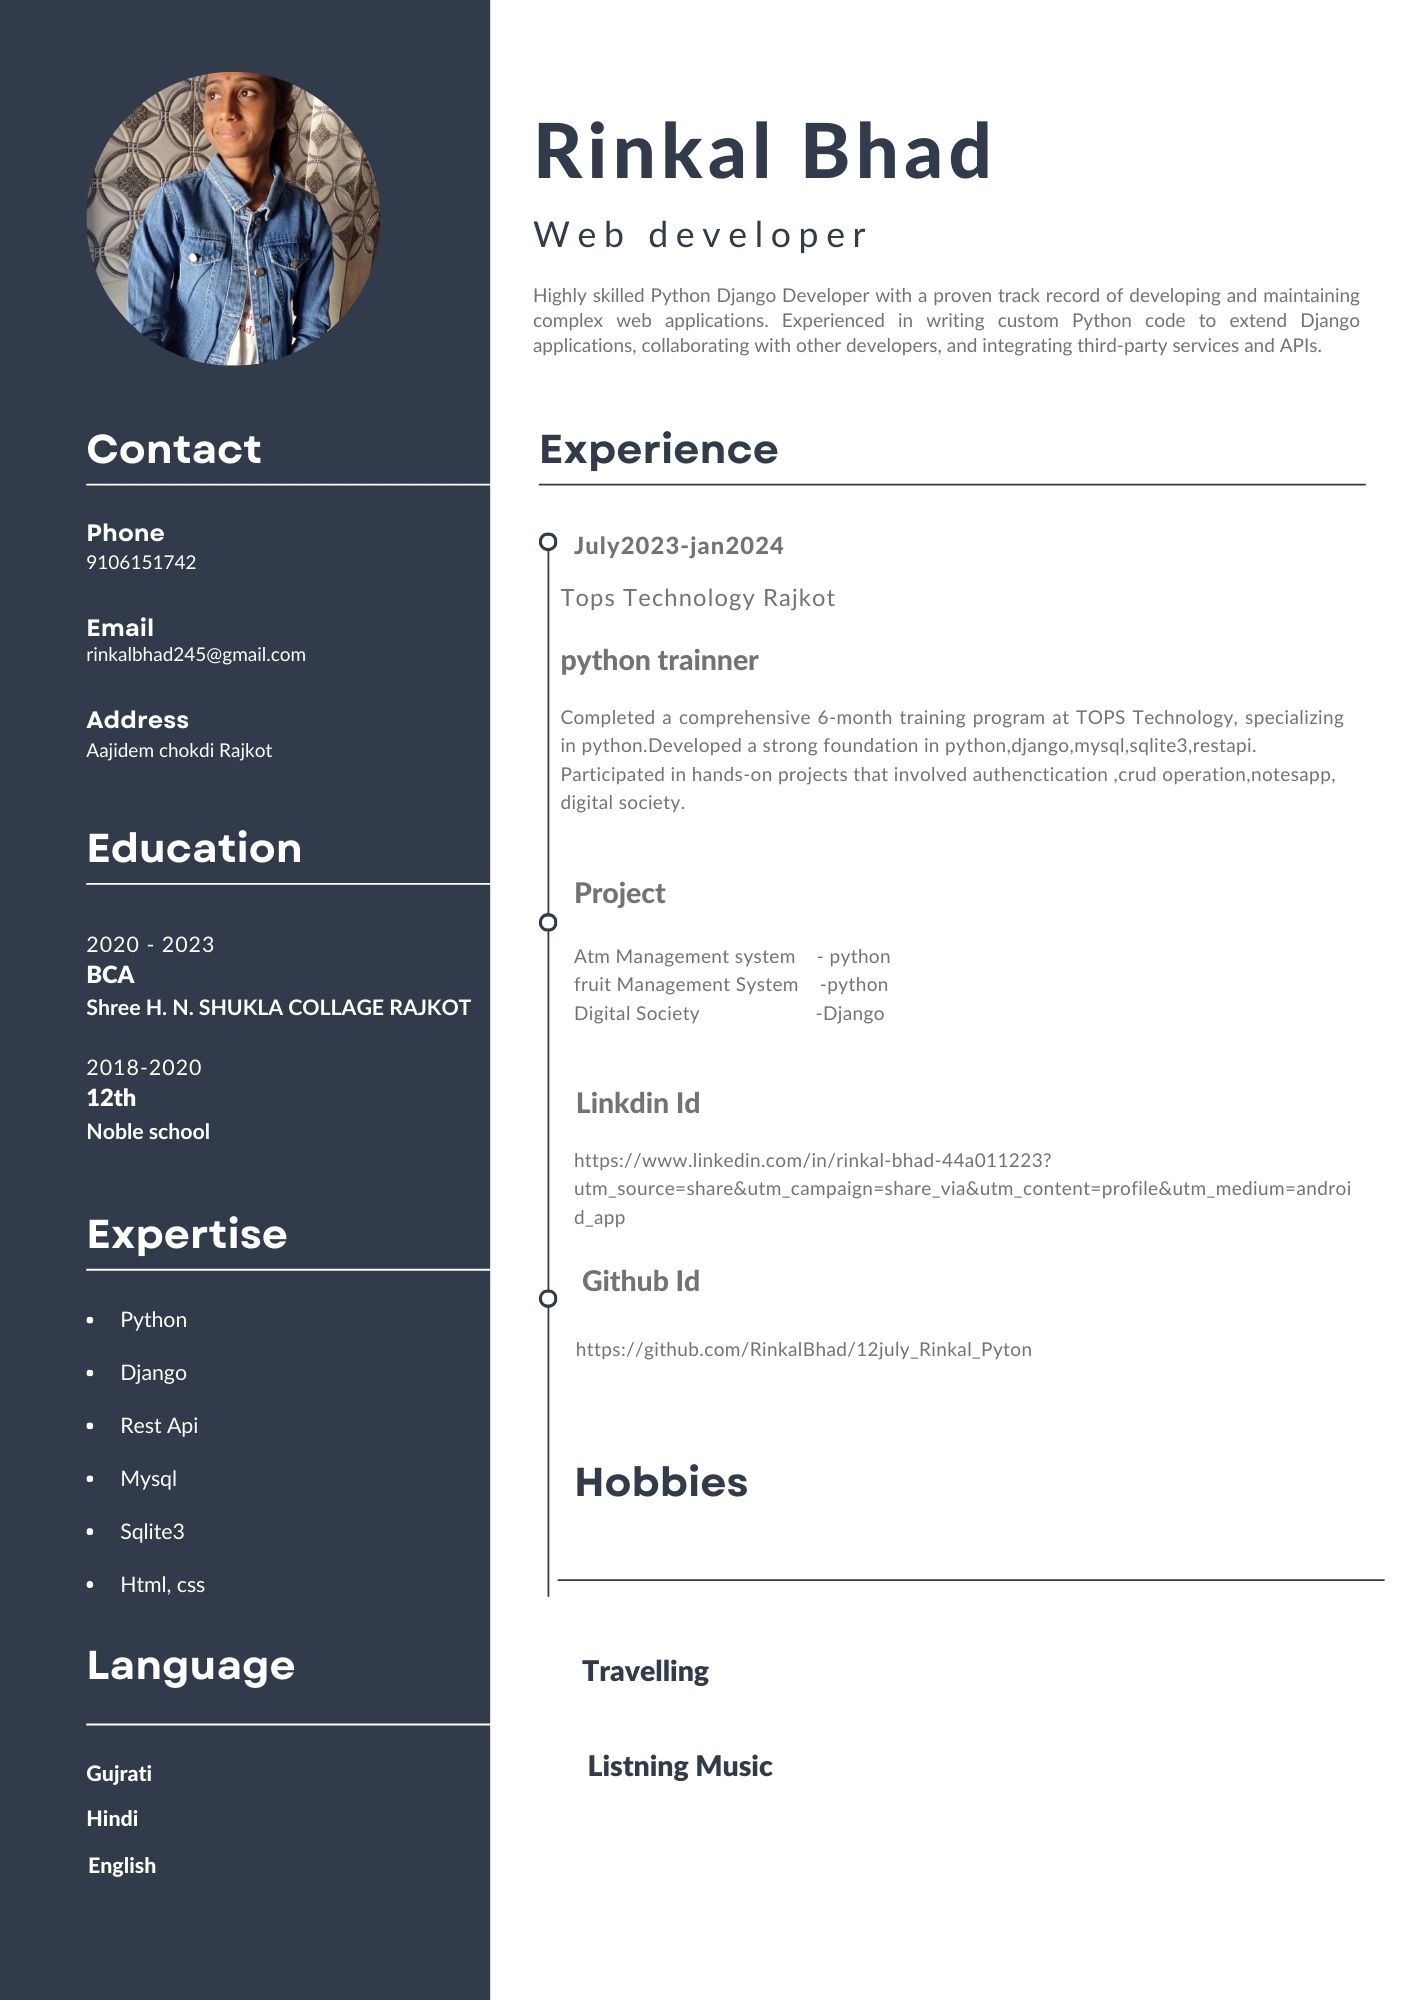 Rinkal Bhad
Web developer
Highly skilled Python Django Developer with a proven track record of developing and maintaining
complex web applications. Experienced in writing custom Python code to extend Django
applications, collaborating with other developers, and integrating third-party services and APIs.
Contact
Phone
9106151742
Email
rinkalbhad245@gmail.com
Address
Aajidem chokdi Rajkot
Education
2020 - 2023
BCA
Shree H. N. SHUKLA COLLAGE RAJKOT
2018-2020
12th
Noble school
Expertise
• Python
• Django
• Rest Api
• Mysql
• Sqlite3
• Html, css
Language
Gujrati
Hindi
English
Experience
July2023-jan2024
Tops Technology Rajkot
python trainner
Completed a comprehensive 6-month training program at TOPS Technology, specializing
in python.Developed a strong foundation in python,django,mysql,sqlite3,restapi.
Participated in hands-on projects that involved authenctication ,crud operation,notesapp,
digital society.
Project
Atm Management system - python
fruit Management System -python
Digital Society -Django
Linkdin Id
https://www.linkedin.com/in/rinkal-bhad-44a011223?
utm_source=share&utm_campaign=share_via&utm_content=profile&utm_medium=androi
d_app
Github Id
https://github.com/RinkalBhad/12july_Rinkal_Pyton
Hobbies
Travelling
Listning Music